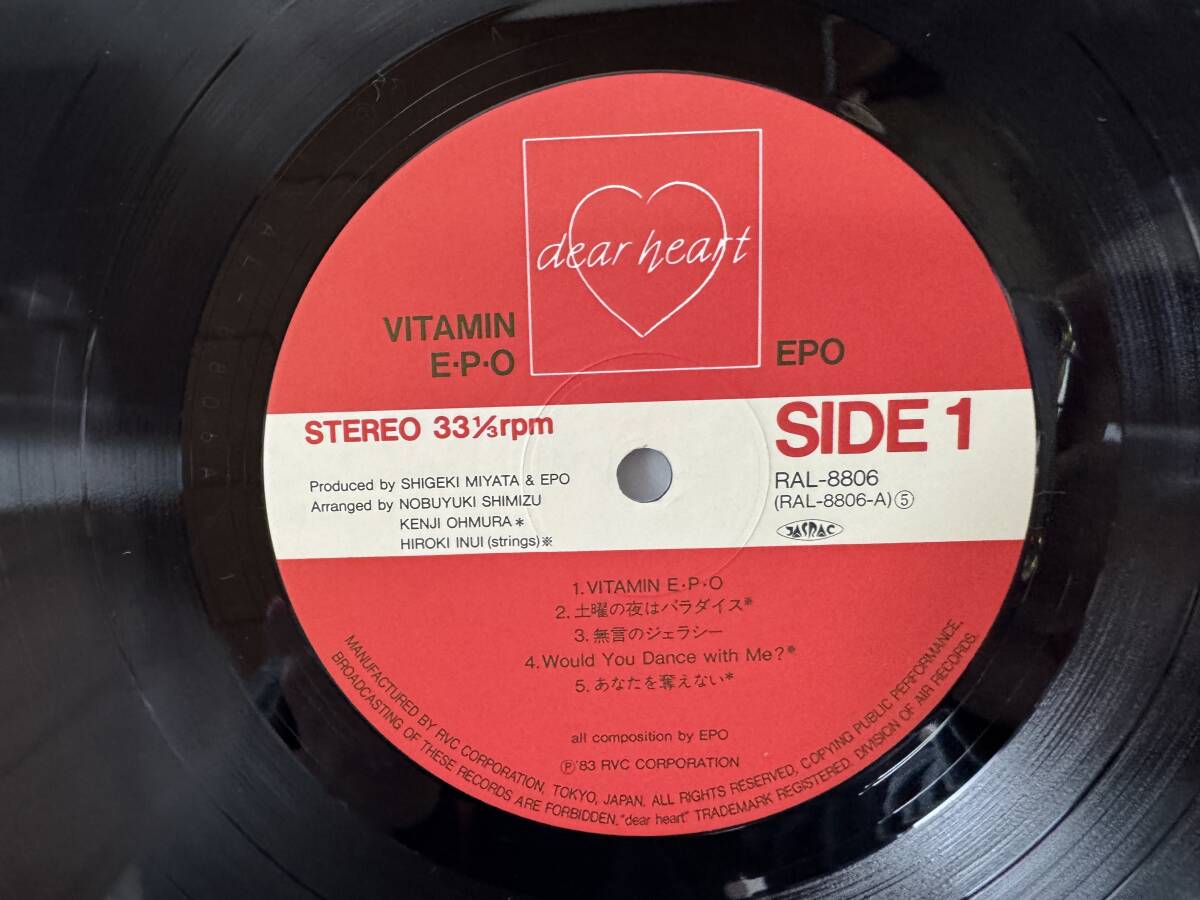 dear heart
VITAMIN
E·P·O
EPO
STEREO 33⅓rpm
SIDE 1
Produced by SHIGEKI MIYATA & EPO
Arranged by NOBUYUKI SHIMIZU
KENJI OHMURA*
HIROKI INUI (strings)※
RAL-8806
(RAL-8806-A)⑤
JASRAC
1. VITAMIN E·P·O
2. 土曜の夜はパラダイス※
3. 無言のジェラシー
4. Would You Dance with Me?*
5. あなたを奪えない*
all composition by EPO
Ⓟ'83 RVC CORPORATION
MANUFACTURED BY RVC CORPORATION, TOKYO, JAPAN. ALL RIGHTS RESERVED, COPYING PUBLIC PERFORMANCE,
BROADCASTING OF THESE RECORDS ARE FORBIDDEN. "dear heart" TRADEMARK REGISTERED. DIVISION OF AIR RECORDS.